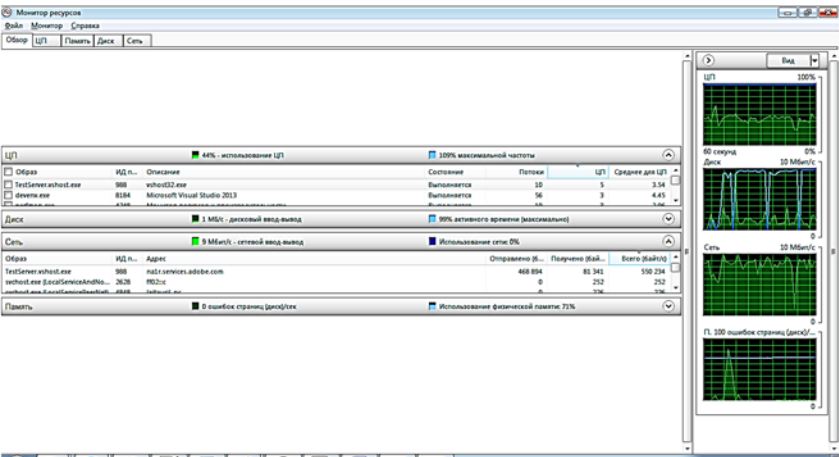 Монитор ресурсов
Файл Монитор Справка
Обзор ЦП Память Диск Сеть
ЦП 44% - использование ЦП 109% максимальной частоты
Образ ИД п... Описание Состояние Потоки ЦП Среднее для ЦП
TestServer.vshost.exe 988 vshost32.exe Выполняется 10 5 3.54
devenv.exe 8184 Microsoft Visual Studio 2013 Выполняется 56 3 4.45
Диск 1 МБ/с - дисковый ввод-вывод 99% активного времени (максимально)
Сеть 9 Мбит/с - сетевой ввод-вывод Использование сети: 0%
Образ ИД п... Адрес Отправлено (б... Получено (бай... Всего (байт/с)
TestServer.vshost.exe 988 na1r.services.adobe.com 468 894 81 341 550 234
svchost.exe (LocalServiceAndNo... 2628 ff02::c 0 252 252
Память 0 ошибок страниц (диск)/сек Использование физической памяти: 71%
Вид
ЦП 100%
60 секунд 0%
Диск 10 Мбит/с
0
Сеть 10 Мбит/с
0
П. 100 ошибок страниц (диск)/...
0